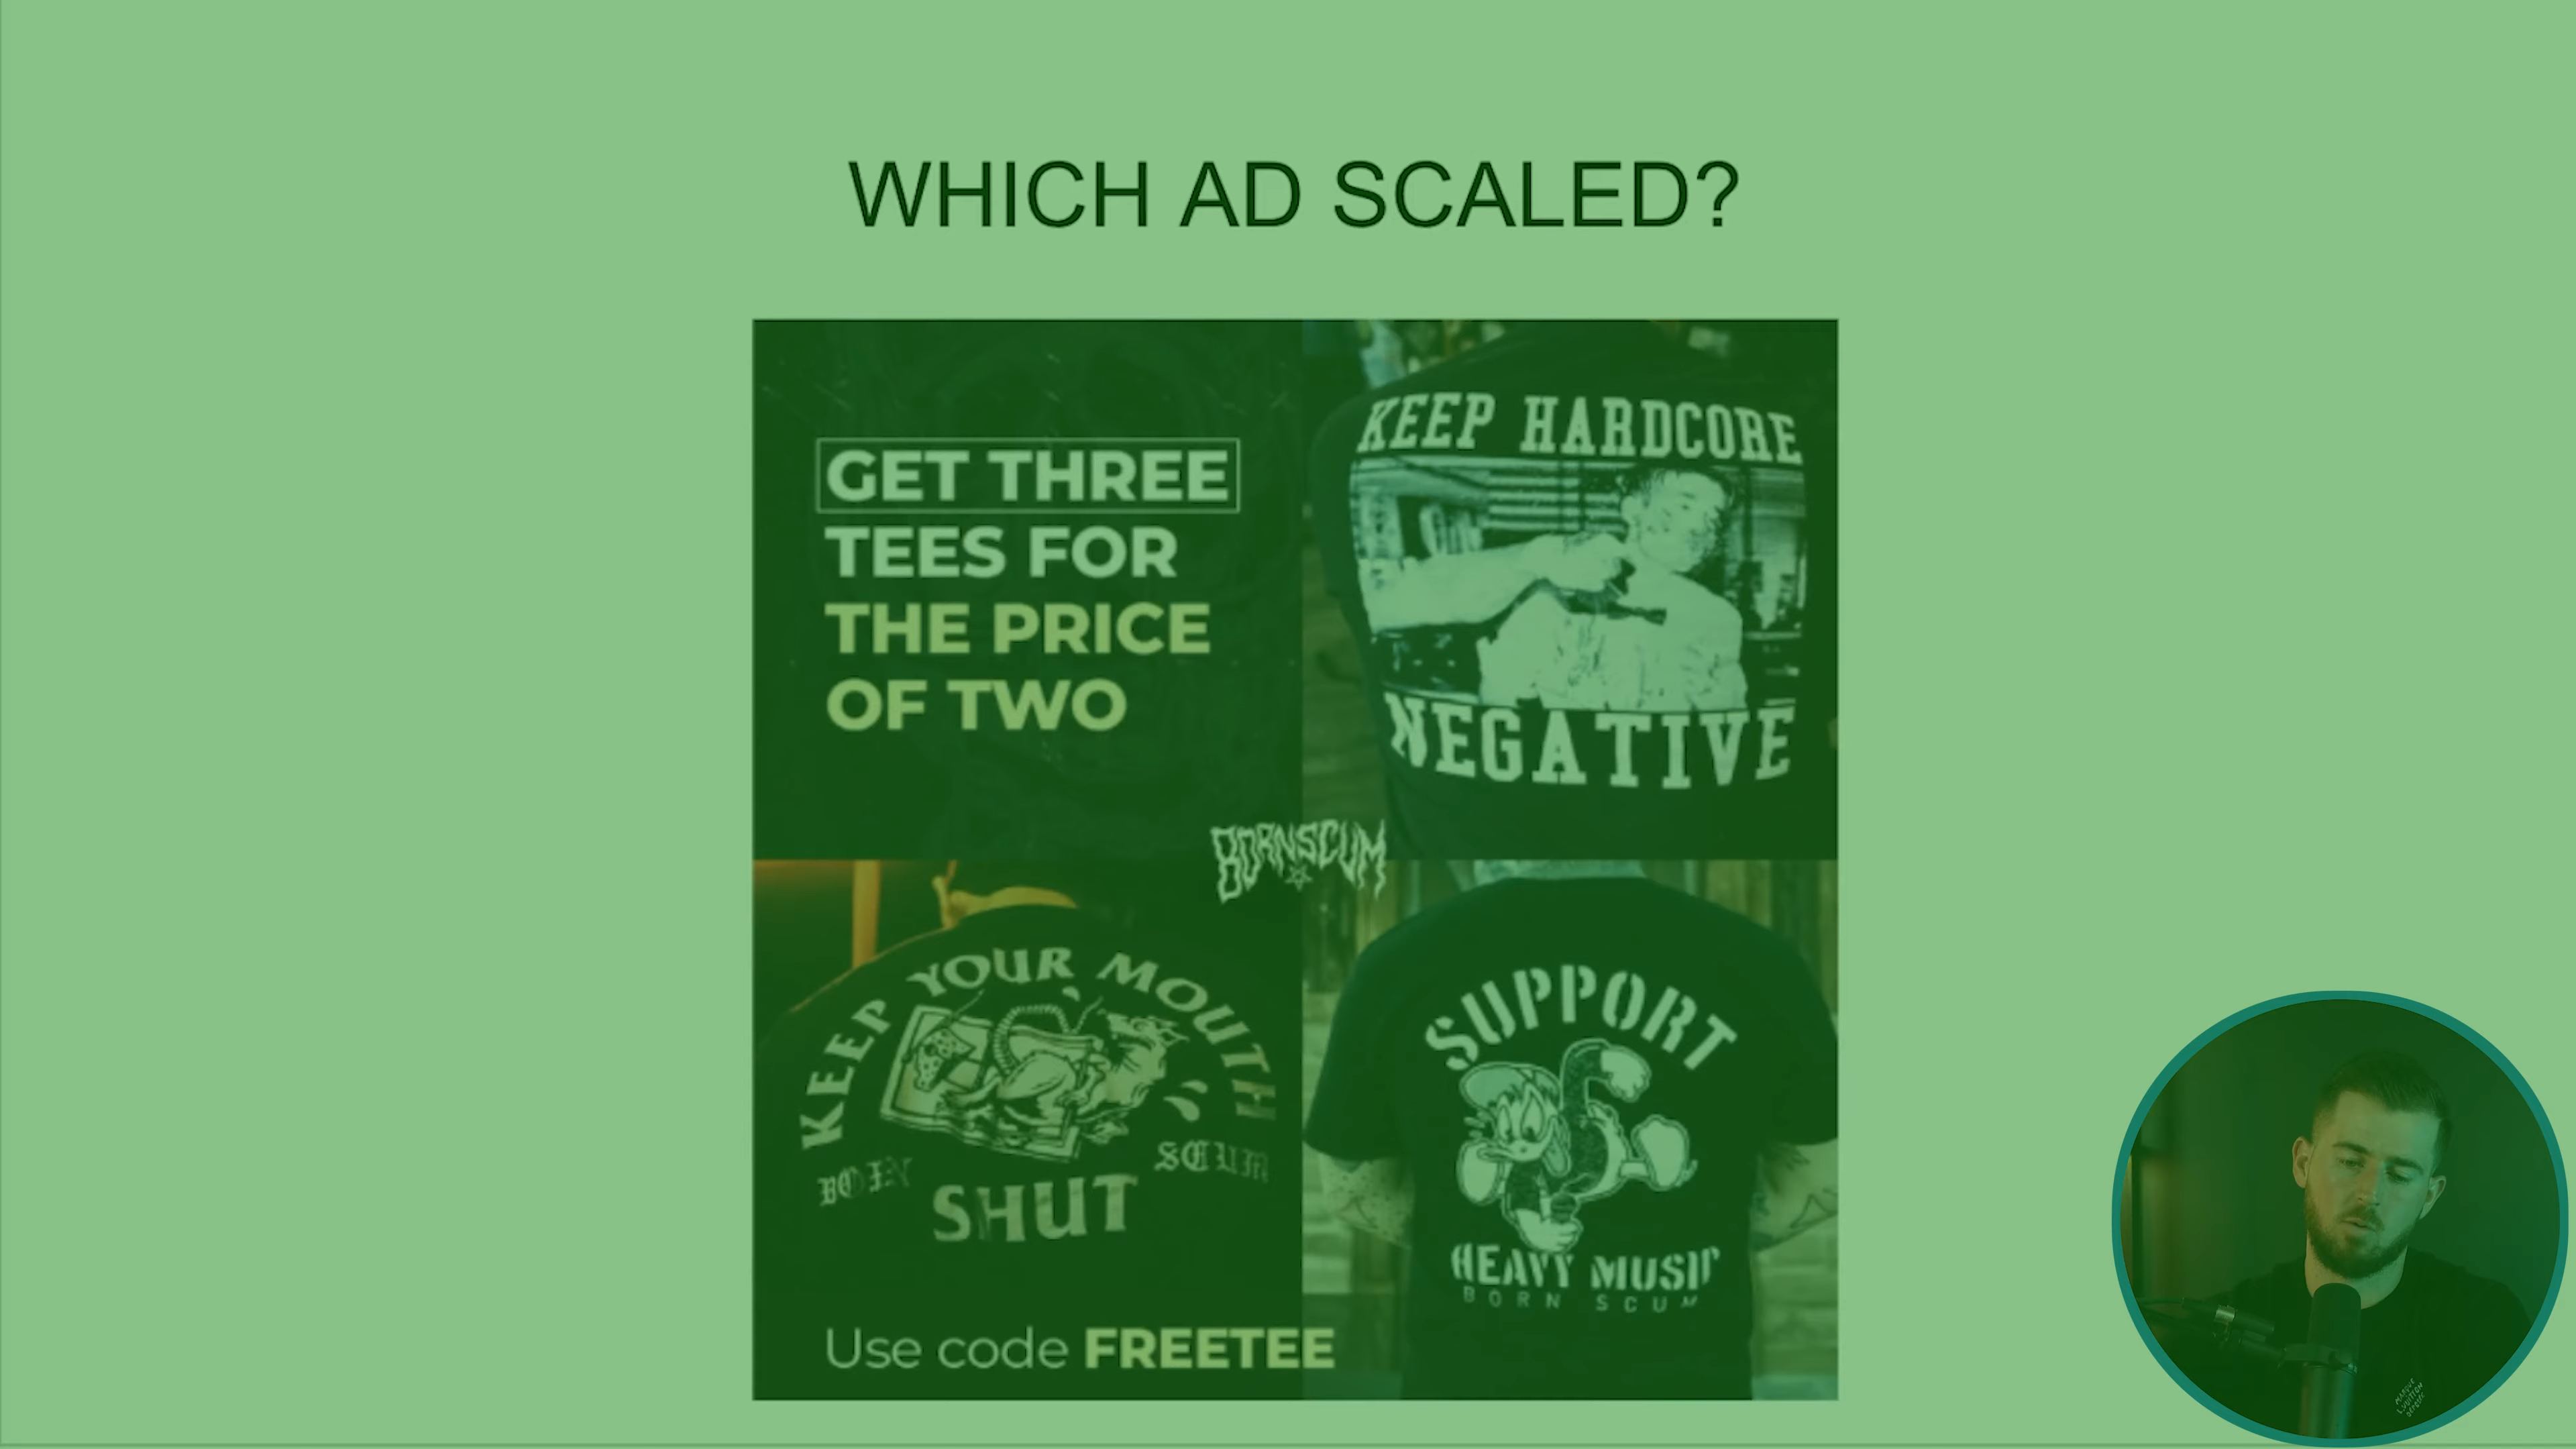 WHICH AD SCALED?
GET THREE
TEES FOR
THE PRICE
OF TWO
KEEP HARDCORE
NEGATIVE
BORNSCUM
KEEP YOUR MOUTH
SHUT
SUPPORT
HEAVY MUSIC
BORN SCUM
Use code FREETEE